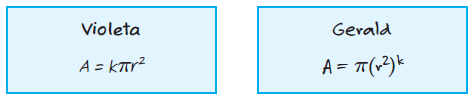 Violeta
A = kπr²
Gerald
A = π(r²)ᵏ